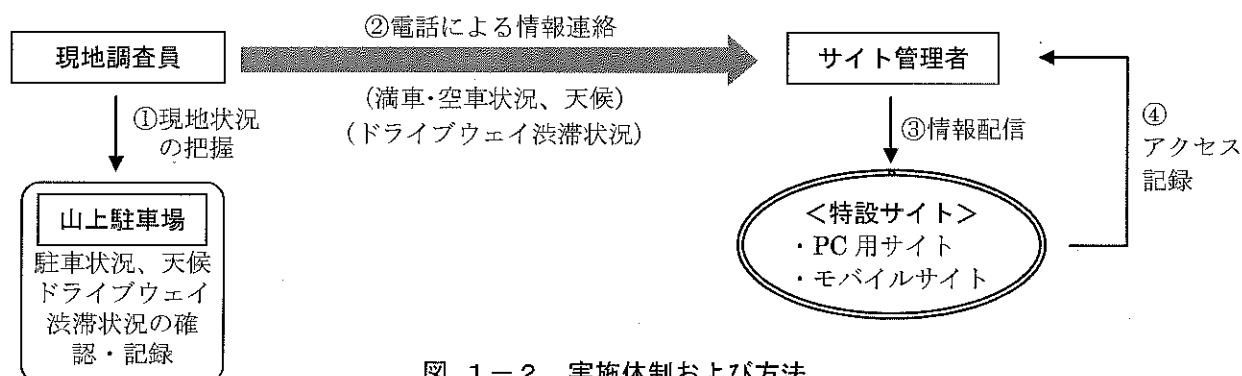 ②電話による情報連絡
現地調査員
サイト管理者
(満車・空車状況、天候)
(ドライブウェイ渋滞状況)
①現地状況
の把握
③情報配信
④
アクセス
記録
山上駐車場
駐車状況、天候
ドライブウェイ
渋滞状況の確
認・記録
<特設サイト>
・PC用サイト
・モバイルサイト
図 1-2 実施体制および方法